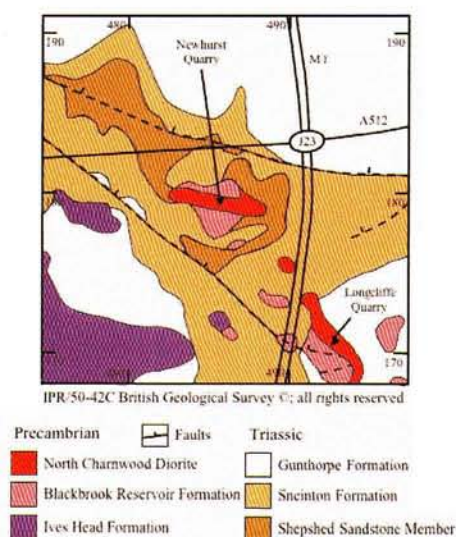 480
490
190
190
Newhurst
Quarry
M1
A512
J23
180
Longcliffe
Quarry
170
IPR/50-42C British Geological Survey ©; all rights reserved
Precambrian
Faults
Triassic
North Charnwood Diorite
Gunthorpe Formation
Blackbrook Reservoir Formation
Sneinton Formation
Ives Head Formation
Shepshed Sandstone Member